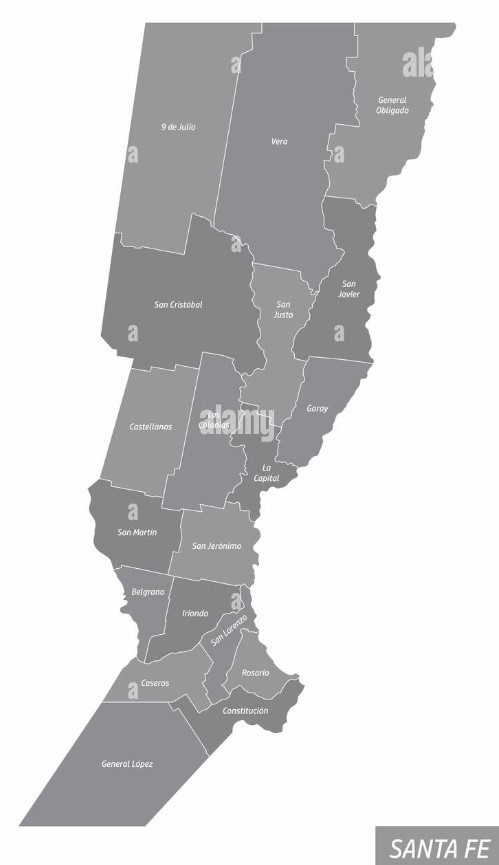 9 de Julio
Vera
General
Obligado
San Cristóbal
San
Justo
San
Javier
Castellanos
Las
Colonias
Garay
La
Capital
San Martín
San Jerónimo
Belgrano
Iriondo
San Lorenzo
Caseros
Rosario
Constitución
General López
SANTA FE
alamy
a
a
a
a
a
a
a
a
a